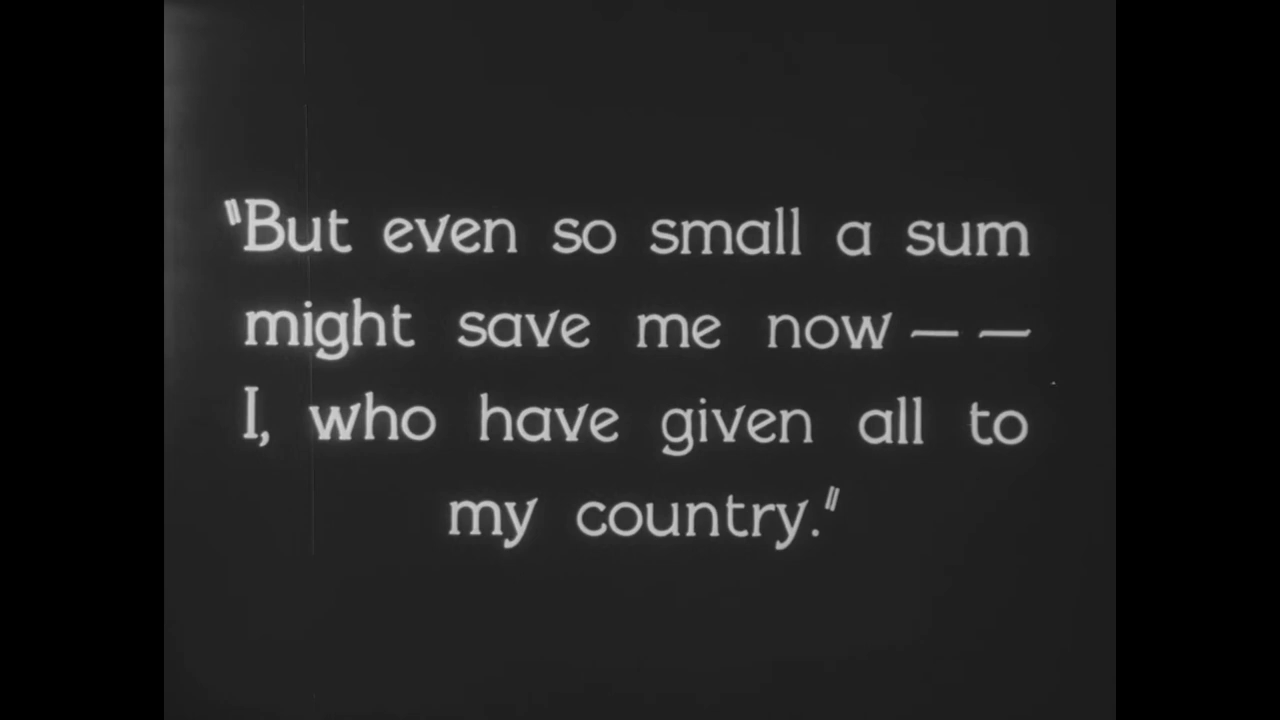 "But even so small a sum
might save me now — —
I, who have given all to
my country."